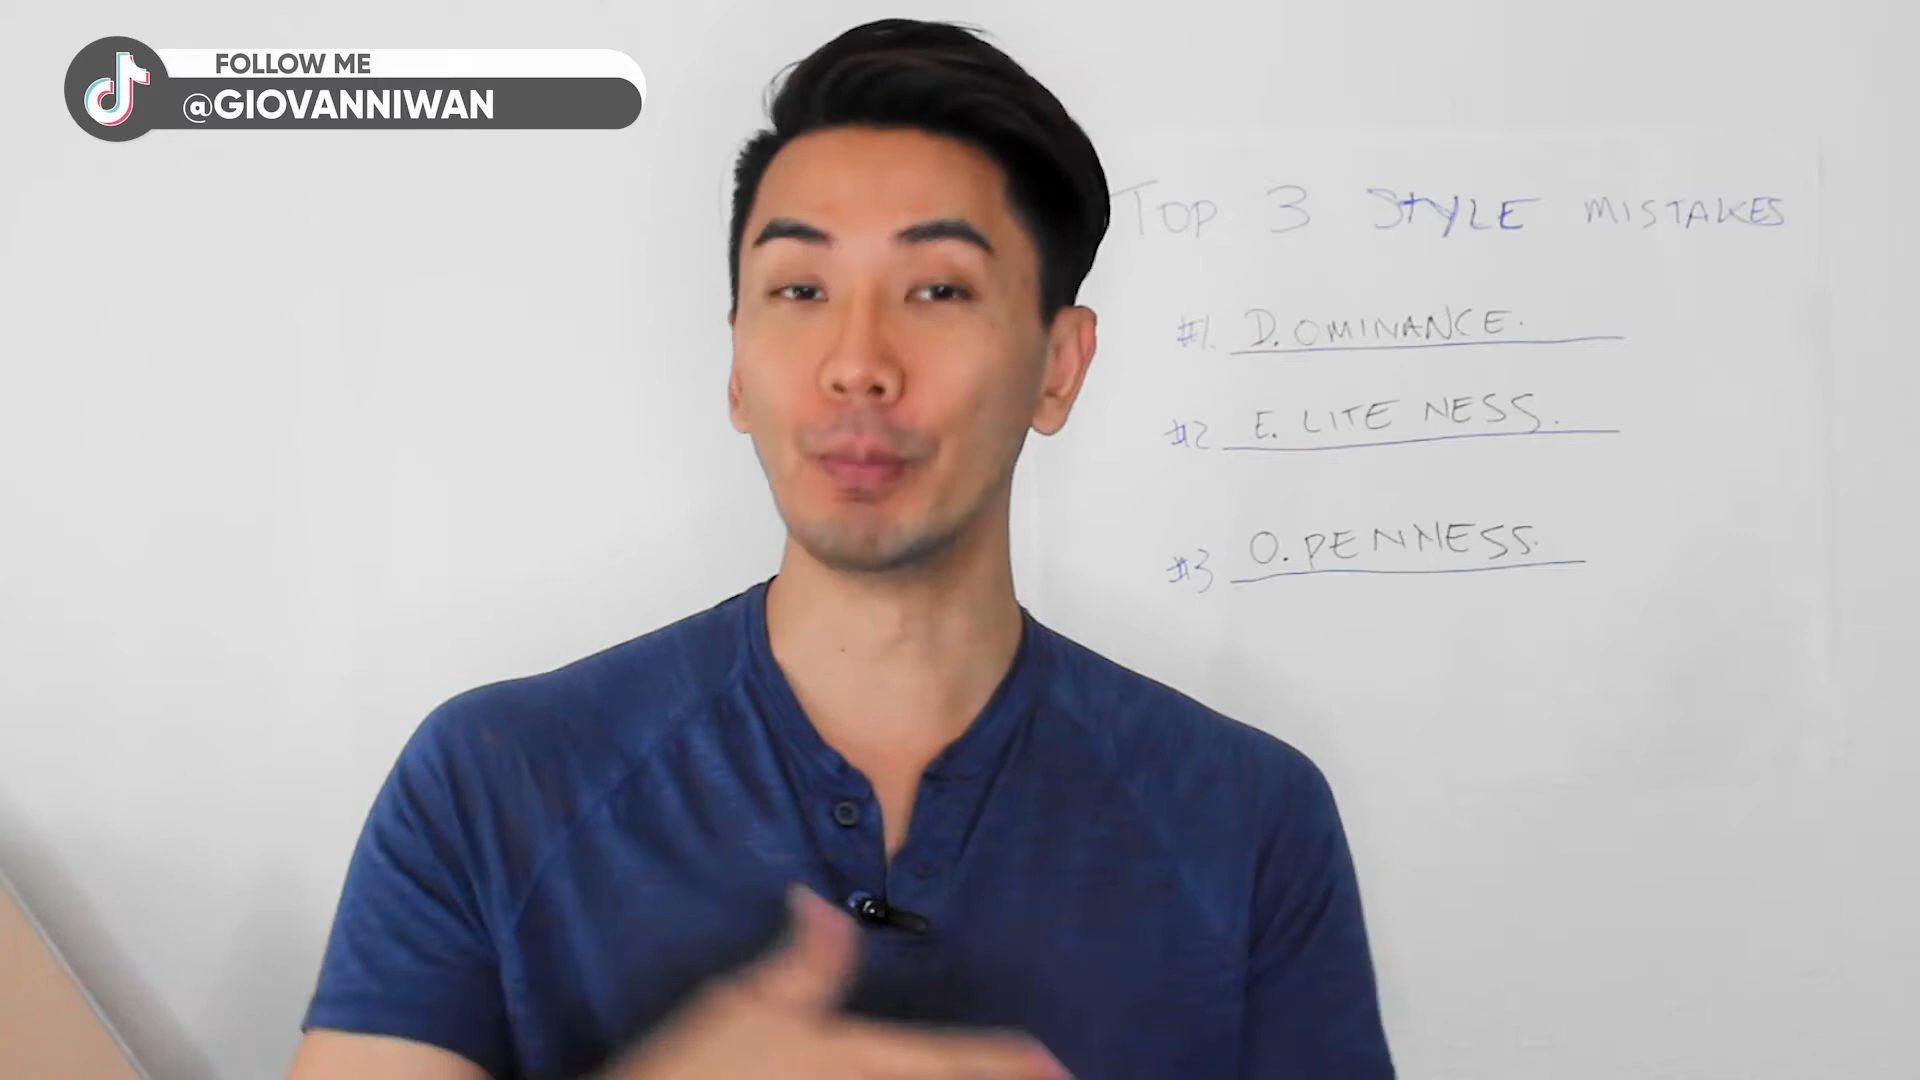 FOLLOW ME
@GIOVANNIWAN
TOP 3 STYLE MISTAKES
#1. D.OMINANCE.
#2 E. LITE NESS.
#3 O. PENNESS.